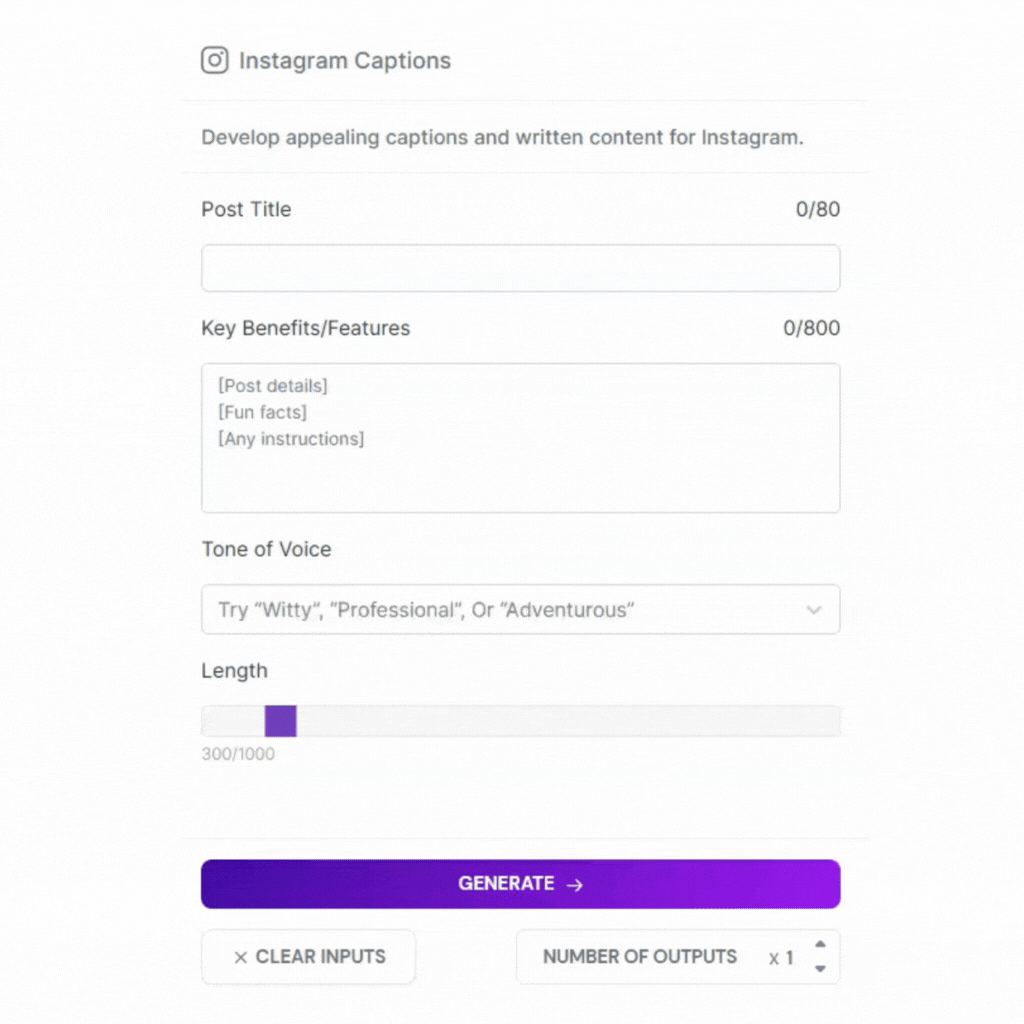 Instagram Captions
Develop appealing captions and written content for Instagram.
Post Title 0/80
Key Benefits/Features 0/800
[Post details]
[Fun facts]
[Any instructions]
Tone of Voice
Try “Witty“, “Professional“, Or “Adventurous”
Length
300/1000
GENERATE →
× CLEAR INPUTS NUMBER OF OUTPUTS x 1